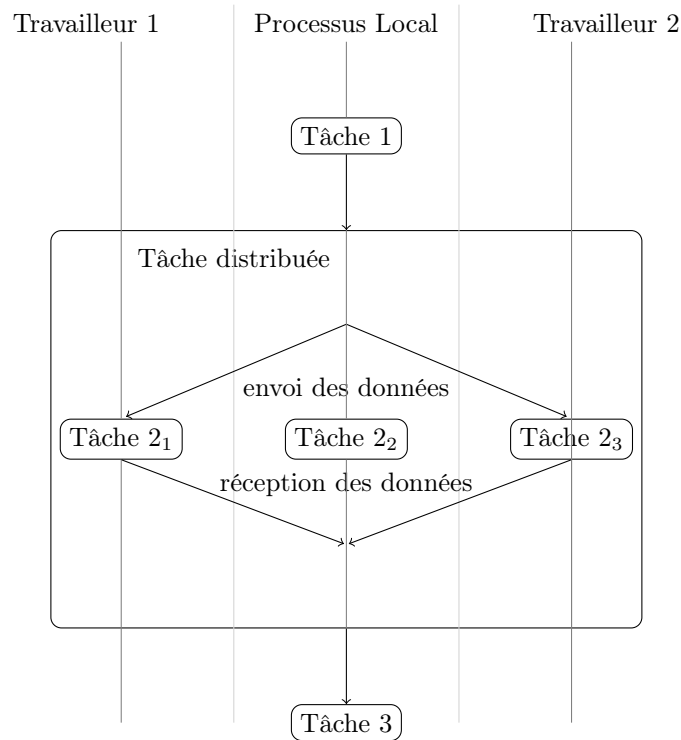 Travailleur 1 Processus Local Travailleur 2
Tâche 1
Tâche distribuée
envoi des données
Tâche 2₁ Tâche 2₂ Tâche 2₃
réception des données
Tâche 3